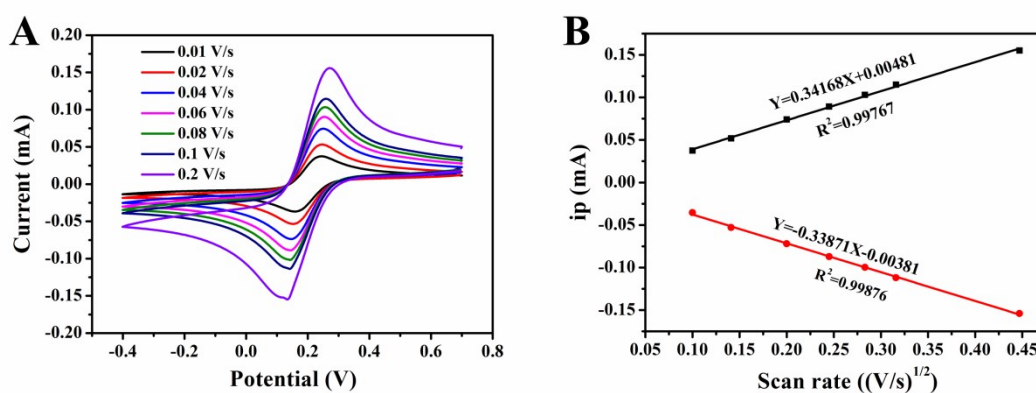 A
0.20
0.15
0.10
0.05
0.00
-0.05
-0.10
-0.15
-0.20
Current (mA)
0.01 V/s
0.02 V/s
0.04 V/s
0.06 V/s
0.08 V/s
0.1 V/s
0.2 V/s
-0.4
-0.2
0.0
0.2
0.4
0.6
0.8
Potential (V)
B
0.15
0.10
0.05
0.00
-0.05
-0.10
-0.15
ip (mA)
Y=0.34168X+0.00481
R²=0.99767
Y=-0.33871X-0.00381
R²=0.99876
0.05
0.10
0.15
0.20
0.25
0.30
0.35
0.40
0.45
Scan rate ((V/s)^1/2)